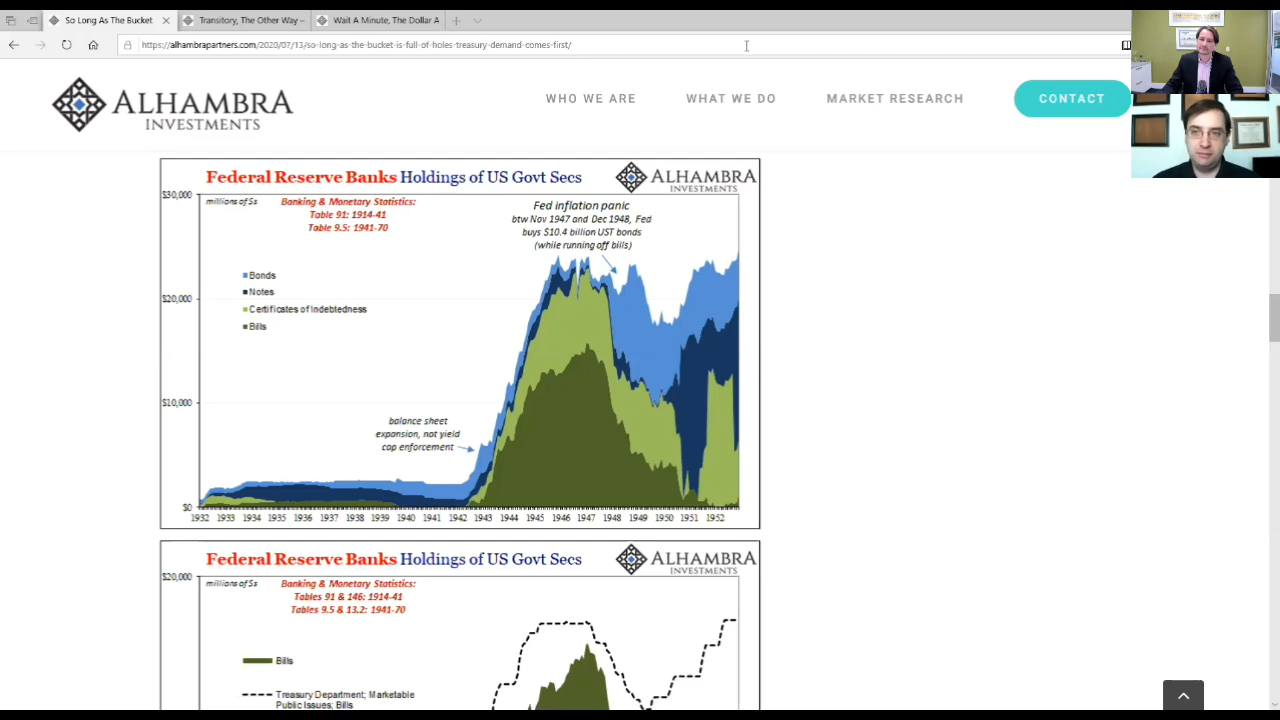 So Long As The Bucket
Transitory, The Other Way –
Wait A Minute, The Dollar A
https://alhambrapartners.com/2020/07/13/so-long-as-the-bucket-is-full-of-holes-treasury-demand-comes-first/
ALHAMBRA
INVESTMENTS
WHO WE ARE
WHAT WE DO
MARKET RESEARCH
CONTACT
Federal Reserve Banks Holdings of US Govt Secs
ALHAMBRA
INVESTMENTS
$30,000
millions of $s
Banking & Monetary Statistics:
Table 91: 1914-41
Table 9.5: 1941-70
Fed inflation panic
btw Nov 1947 and Dec 1948, Fed
buys $10.4 billion UST bonds
(while running off bills)
Bonds
Notes
Certificates of Indebtedness
Bills
$20,000
$10,000
balance sheet
expansion, not yield
cap enforcement
$0
1932 1933 1934 1935 1936 1937 1938 1939 1940 1941 1942 1943 1944 1945 1946 1947 1948 1949 1950 1951 1952
Federal Reserve Banks Holdings of US Govt Secs
ALHAMBRA
INVESTMENTS
$20,000
millions of $s
Banking & Monetary Statistics:
Tables 91 & 146: 1914-41
Tables 9.5 & 13.2: 1941-70
Bills
Treasury Department; Marketable
Public Issues; Bills